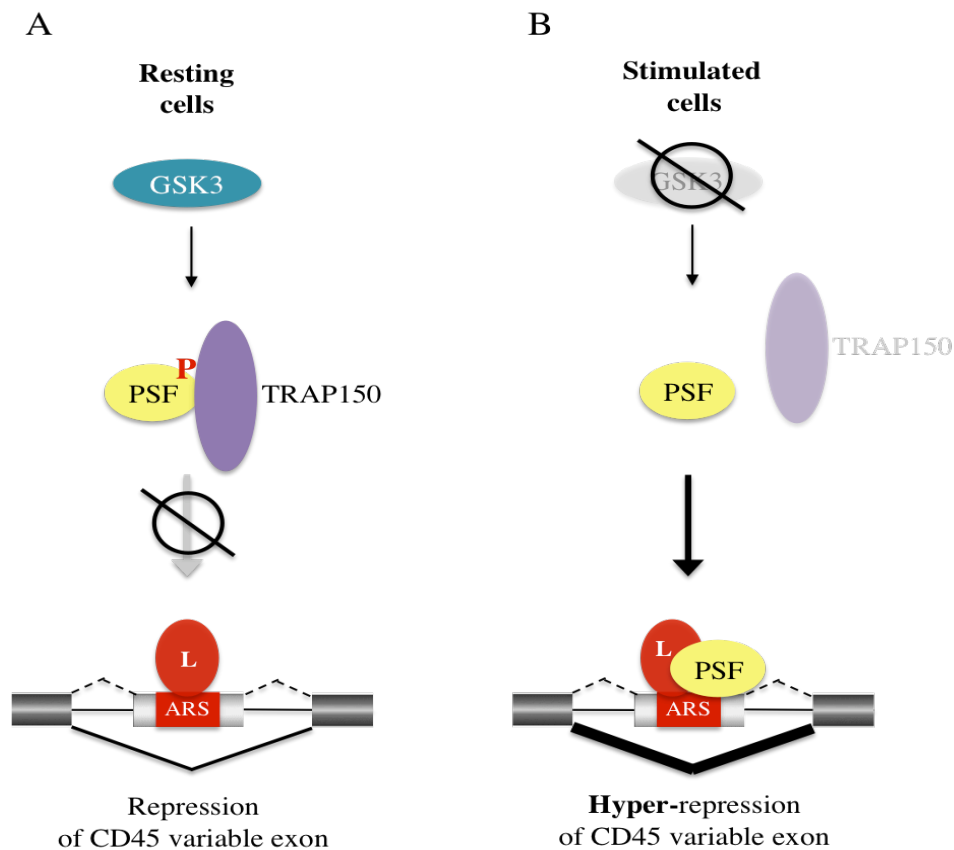 A
Resting
cells
GSK3
P
PSF
TRAP150
L
ARS
Repression
of CD45 variable exon
B
Stimulated
cells
GSK3
TRAP150
PSF
L
PSF
ARS
Hyper-repression
of CD45 variable exon